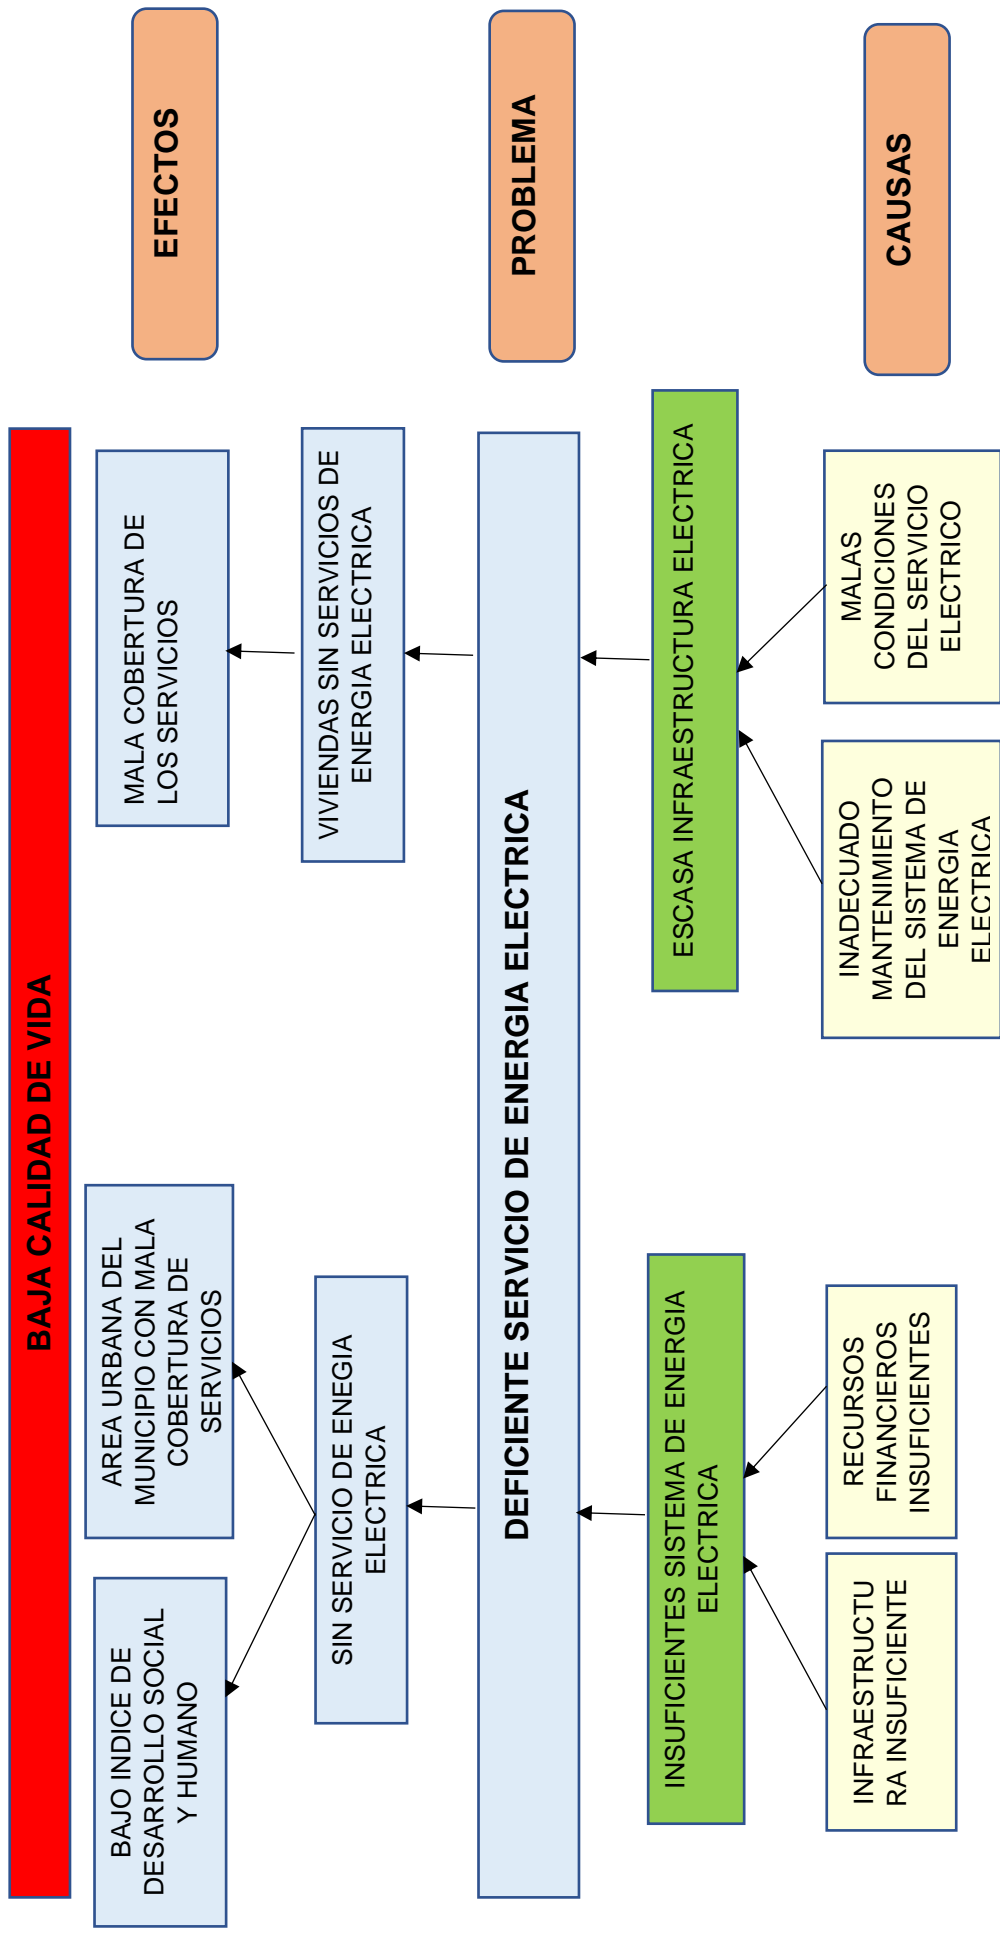 BAJA CALIDAD DE VIDA
BAJO INDICE DE
DESARROLLO SOCIAL
Y HUMANO
AREA URBANA DEL
MUNICIPIO CON MALA
COBERTURA DE
SERVICIOS
MALA COBERTURA DE
LOS SERVICIOS
EFECTOS
SIN SERVICIO DE ENEGIA
ELECTRICA
VIVIENDAS SIN SERVICIOS DE
ENERGIA ELECTRICA
DEFICIENTE SERVICIO DE ENERGIA ELECTRICA
PROBLEMA
INSUFICIENTES SISTEMA DE ENERGIA
ELECTRICA
ESCASA INFRAESTRUCTURA ELECTRICA
INFRAESTRUCTU
RA INSUFICIENTE
RECURSOS
FINANCIEROS
INSUFICIENTES
INADECUADO
MANTENIMIENTO
DEL SISTEMA DE
ENERGIA
ELECTRICA
MALAS
CONDICIONES
DEL SERVICIO
ELECTRICO
CAUSAS